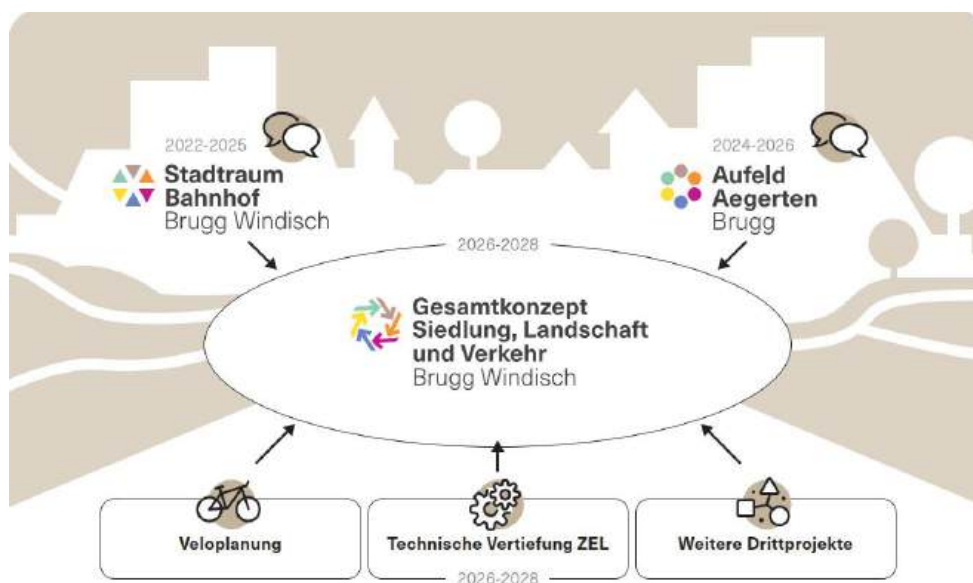 2022-2025
Stadtraum
Bahnhof
Brugg Windisch
2024-2026
Aufeld
Aegerten
Brugg
2026-2028
Gesamtkonzept
Siedlung, Landschaft
und Verkehr
Brugg Windisch
Veloplanung
Technische Vertiefung ZEL
Weitere Drittprojekte
2026-2028